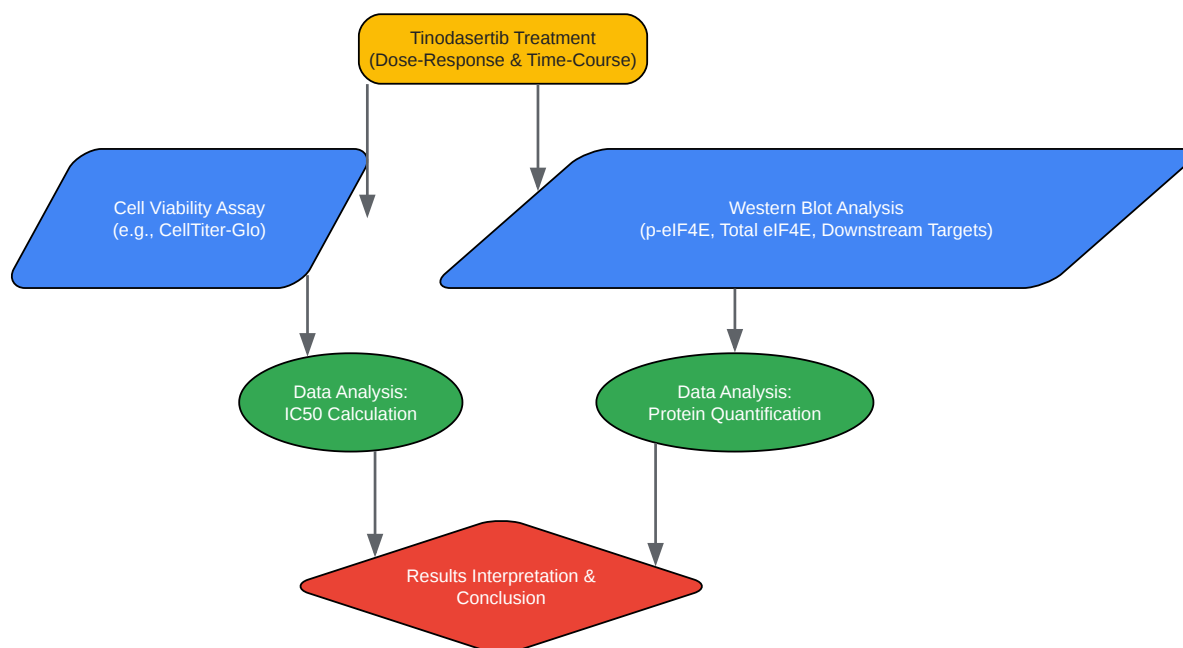 Tinodasertib Treatment
(Dose-Response & Time-Course)
Cell Viability Assay
(e.g., CellTiter-Glo)
Western Blot Analysis
(p-eIF4E, Total eIF4E, Downstream Targets)
Data Analysis:
IC50 Calculation
Data Analysis:
Protein Quantification
Results Interpretation &
Conclusion